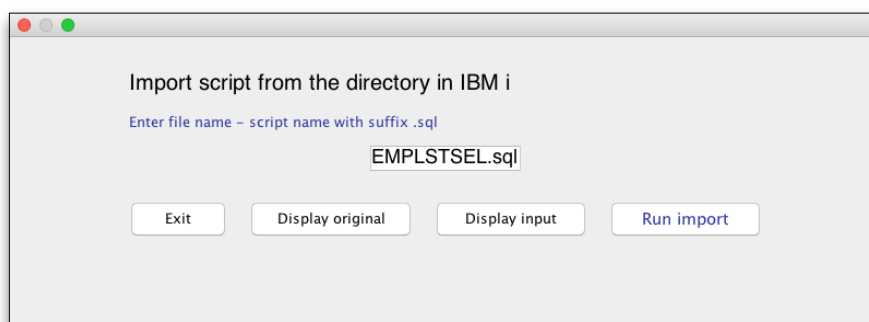 Import script from the directory in IBM i
Enter file name – script name with suffix .sql
EMPLSTSEL.sql
Exit Display original Display input Run import